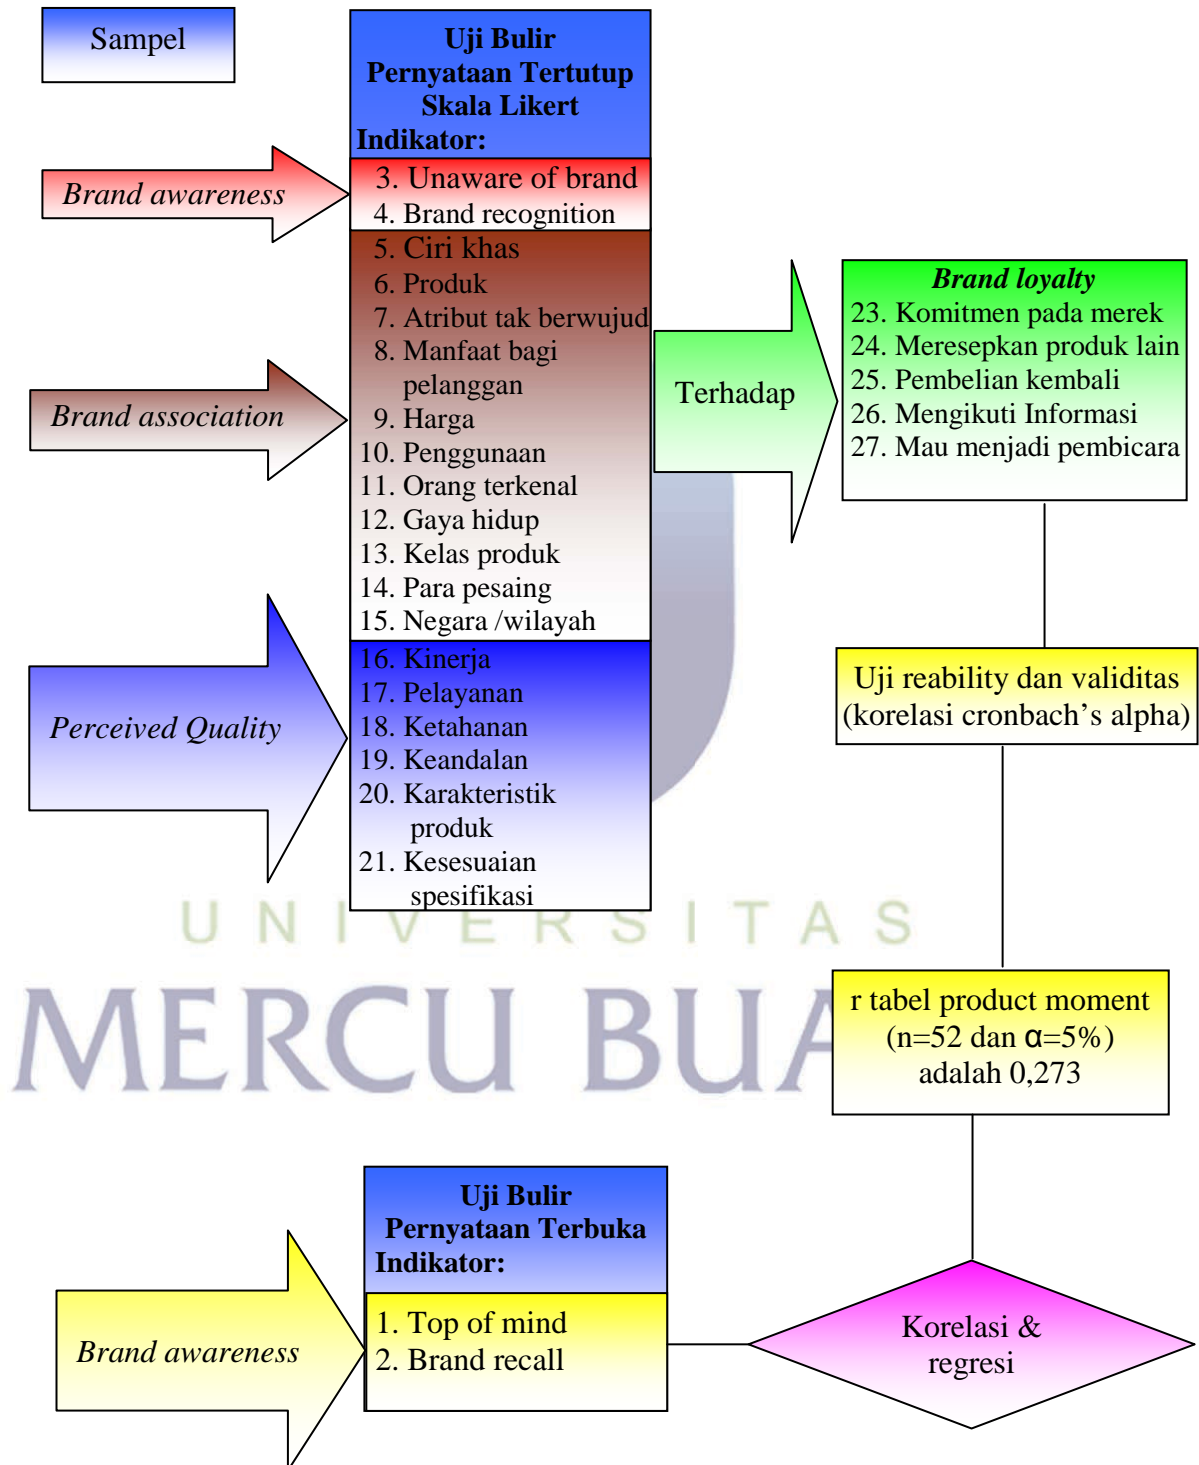 Sampel
Uji Bulir
Pernyataan Tertutup
Skala Likert
Indikator:
Brand awareness
3. Unaware of brand
4. Brand recognition
Brand association
5. Ciri khas
6. Produk
7. Atribut tak berwujud
8. Manfaat bagi
pelanggan
9. Harga
10. Penggunaan
11. Orang terkenal
12. Gaya hidup
13. Kelas produk
14. Para pesaing
15. Negara /wilayah
Perceived Quality
16. Kinerja
17. Pelayanan
18. Ketahanan
19. Keandalan
20. Karakteristik
produk
21. Kesesuaian
spesifikasi
Terhadap
Brand loyalty
23. Komitmen pada merek
24. Meresepkan produk lain
25. Pembelian kembali
26. Mengikuti Informasi
27. Mau menjadi pembicara
Uji reability dan validitas
(korelasi cronbach’s alpha)
UNIVERSITAS
MERCU BUA
r tabel product moment
(n=52 dan α=5%)
adalah 0,273
Uji Bulir
Pernyataan Terbuka
Indikator:
Brand awareness
1. Top of mind
2. Brand recall
Korelasi &
regresi